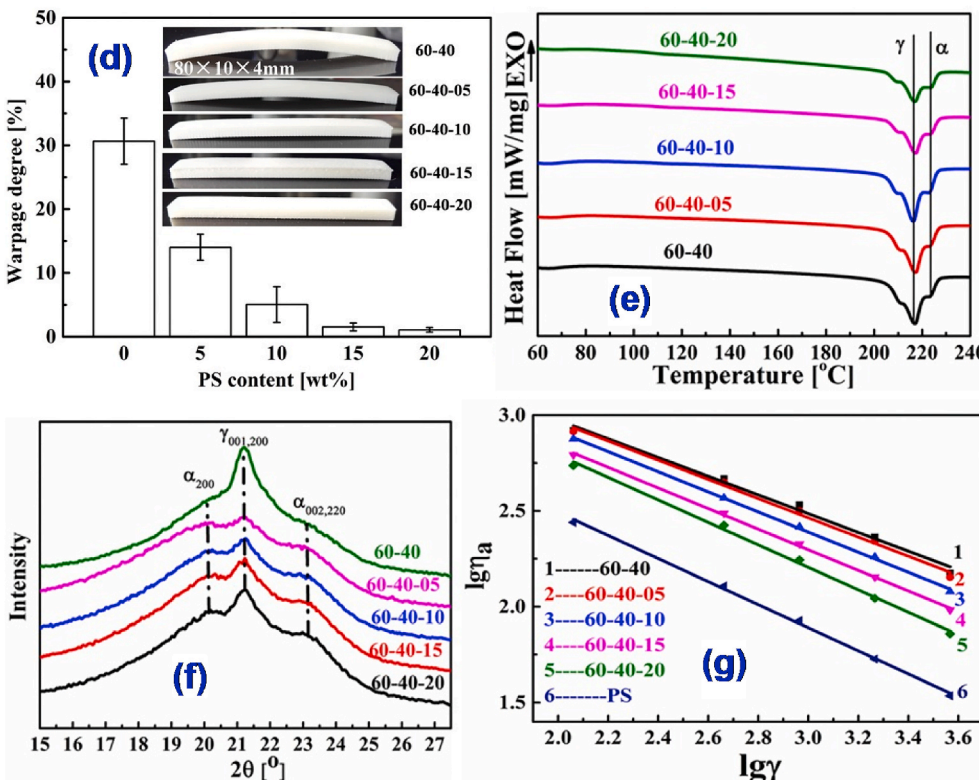 50
40
30
20
10
0
Warpage degree [%]
(d)
80×10×4mm
60-40
60-40-05
60-40-10
60-40-15
60-40-20
0 5 10 15 20
PS content [wt%]
Heat Flow [mW/mg] EXO
γ α
60-40-20
60-40-15
60-40-10
60-40-05
60-40
(e)
60 80 100 120 140 160 180 200 220 240
Temperature [°C]
Intensity
γ001,200
α200
α002,220
60-40
60-40-05
60-40-10
60-40-15
60-40-20
(f)
15 16 17 18 19 20 21 22 23 24 25 26 27
2θ [°]
3.0
2.5
2.0
1.5
lgηa
1------60-40
2-----60-40-05
3----60-40-10
4----60-40-15
5----60-40-20
6--------PS
(g)
1
2
3
4
5
6
2.0 2.2 2.4 2.6 2.8 3.0 3.2 3.4 3.6
lgγ